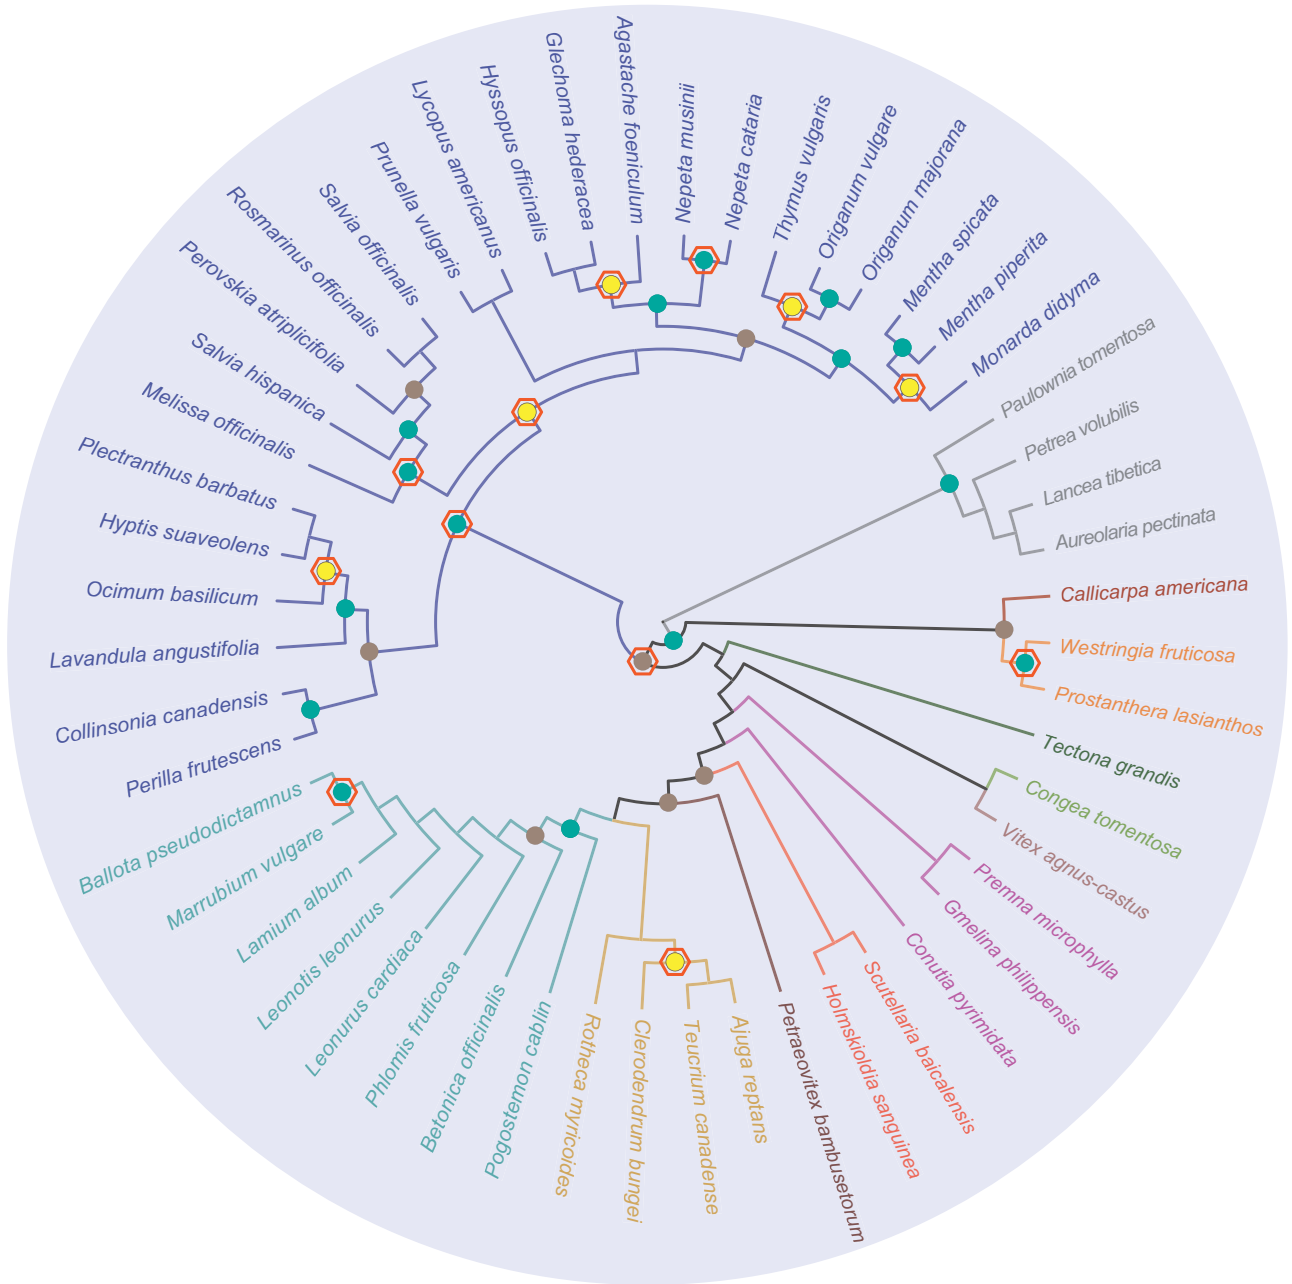 Agastache foeniculum
Nepeta musinii
Nepeta cataria
Thymus vulgaris
Origanum vulgare
Origanum majorana
Mentha spicata
Mentha piperita
Monarda didyma
Paulownia tomentosa
Petrea volubilis
Lancea tibetica
Aureolaria pectinata
Callicarpa americana
Westringia fruticosa
Prostanthera lasianthos
Tectona grandis
Congea tomentosa
Vitex agnus-castus
Premna microphylla
Gmelina philippensis
Conutia pyrimidata
Scutellaria baicalensis
Holmskioldia sanguinea
Petraeovitex bambusetorum
Ajuga reptans
Teucrium canadense
Clerodendrum bungei
Rotheca myricoides
Pogostemon cablin
Betonica officinalis
Phlomis fruticosa
Leonurus cardiaca
Leonotis leonurus
Lamium album
Marrubium vulgare
Ballota pseudodictamnus
Perilla frutescens
Collinsonia canadensis
Lavandula angustifolia
Ocimum basilicum
Hyptis suaveolens
Plectranthus barbatus
Melissa officinalis
Salvia hispanica
Perovskia atriplicifolia
Rosmarinus officinalis
Salvia officinalis
Prunella vulgaris
Lycopus americanus
Hyssopus officinalis
Glechoma hederacea